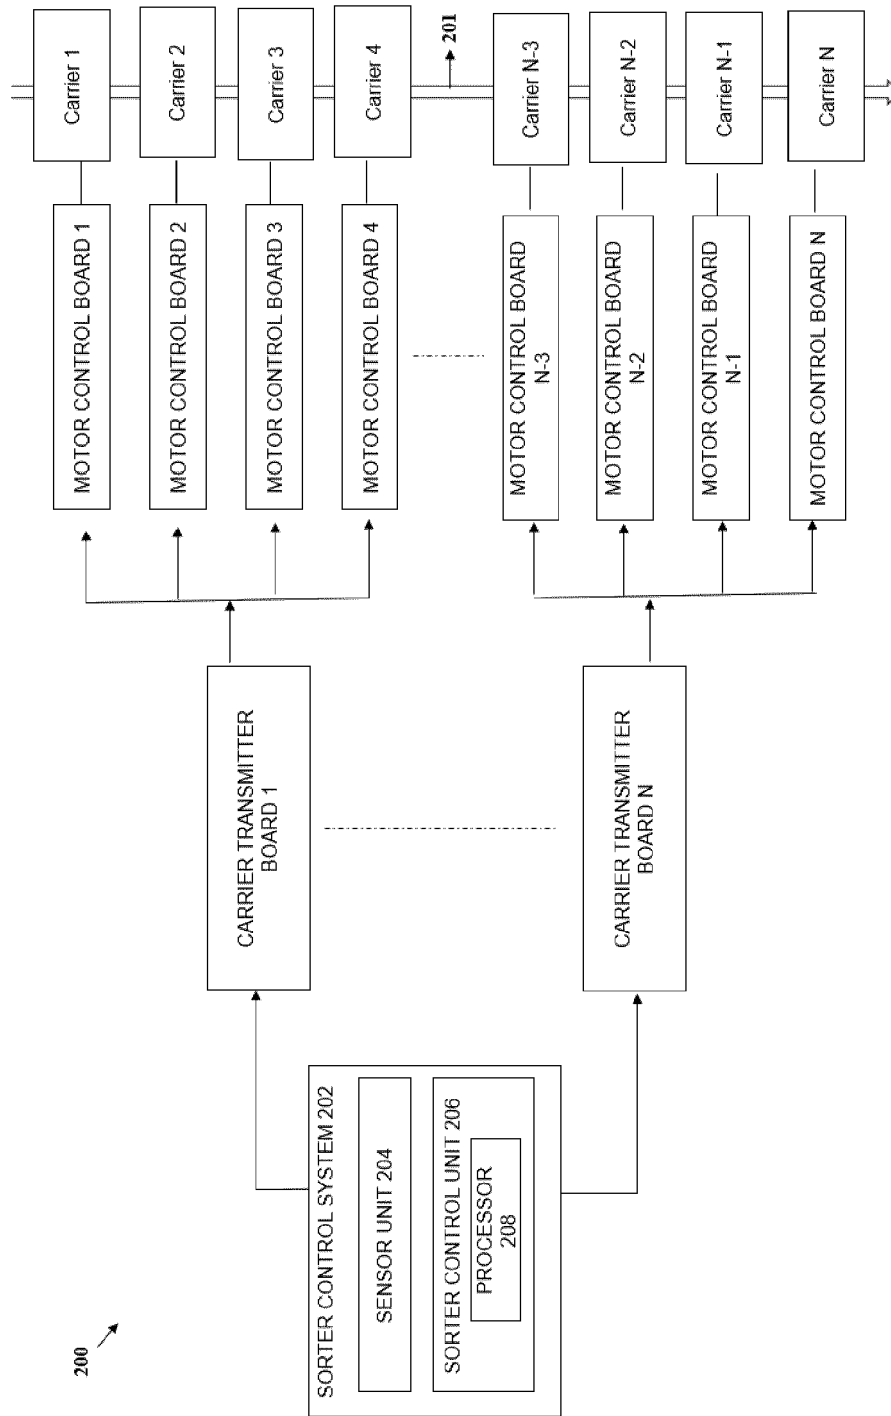 200
SORTER CONTROL SYSTEM 202
SENSOR UNIT 204
SORTER CONTROL UNIT 206
PROCESSOR
208
CARRIER TRANSMITTER
BOARD 1
CARRIER TRANSMITTER
BOARD N
MOTOR CONTROL BOARD 1
MOTOR CONTROL BOARD 2
MOTOR CONTROL BOARD 3
MOTOR CONTROL BOARD 4
MOTOR CONTROL BOARD
N-3
MOTOR CONTROL BOARD
N-2
MOTOR CONTROL BOARD
N-1
MOTOR CONTROL BOARD N
Carrier 1
Carrier 2
Carrier 3
Carrier 4
201
Carrier N-3
Carrier N-2
Carrier N-1
Carrier N